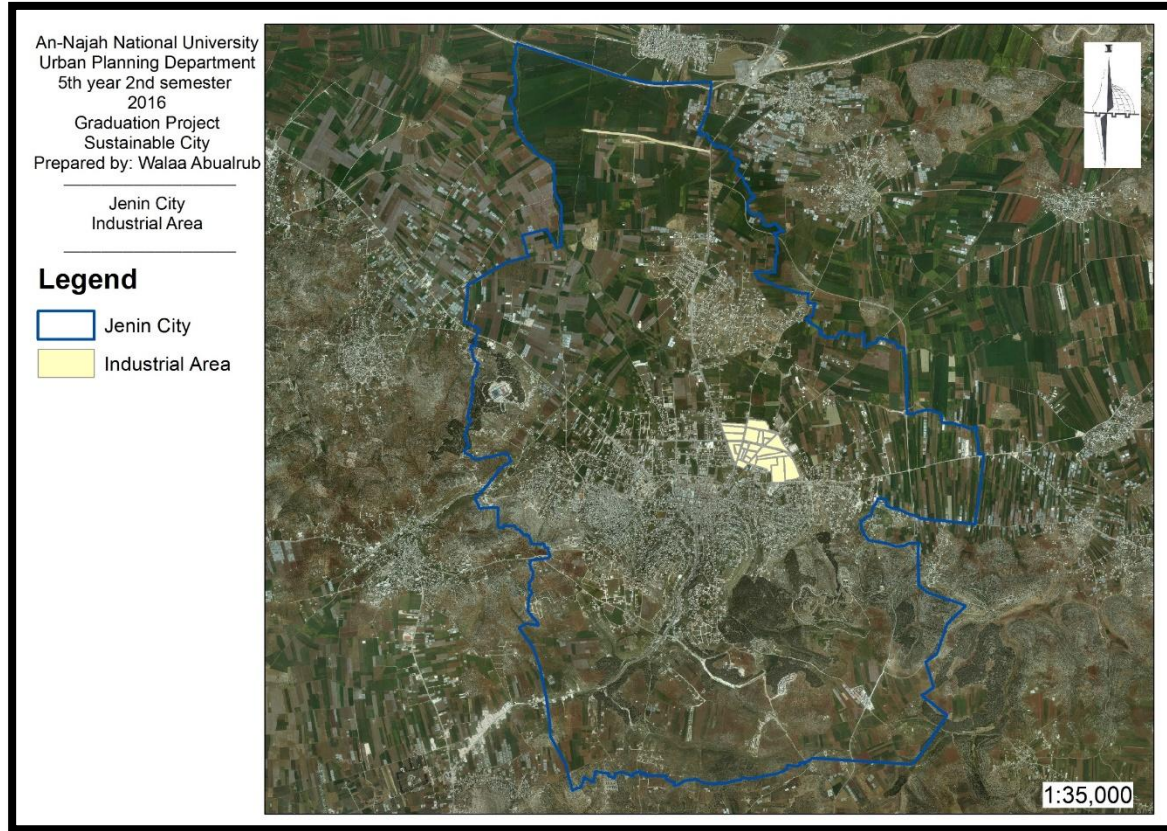 An-Najah National University
Urban Planning Department
5th year 2nd semester
2016
Graduation Project
Sustainable City
Prepared by: Walaa Abualrub
Jenin City
Industrial Area
Legend
Jenin City
Industrial Area
1:35,000